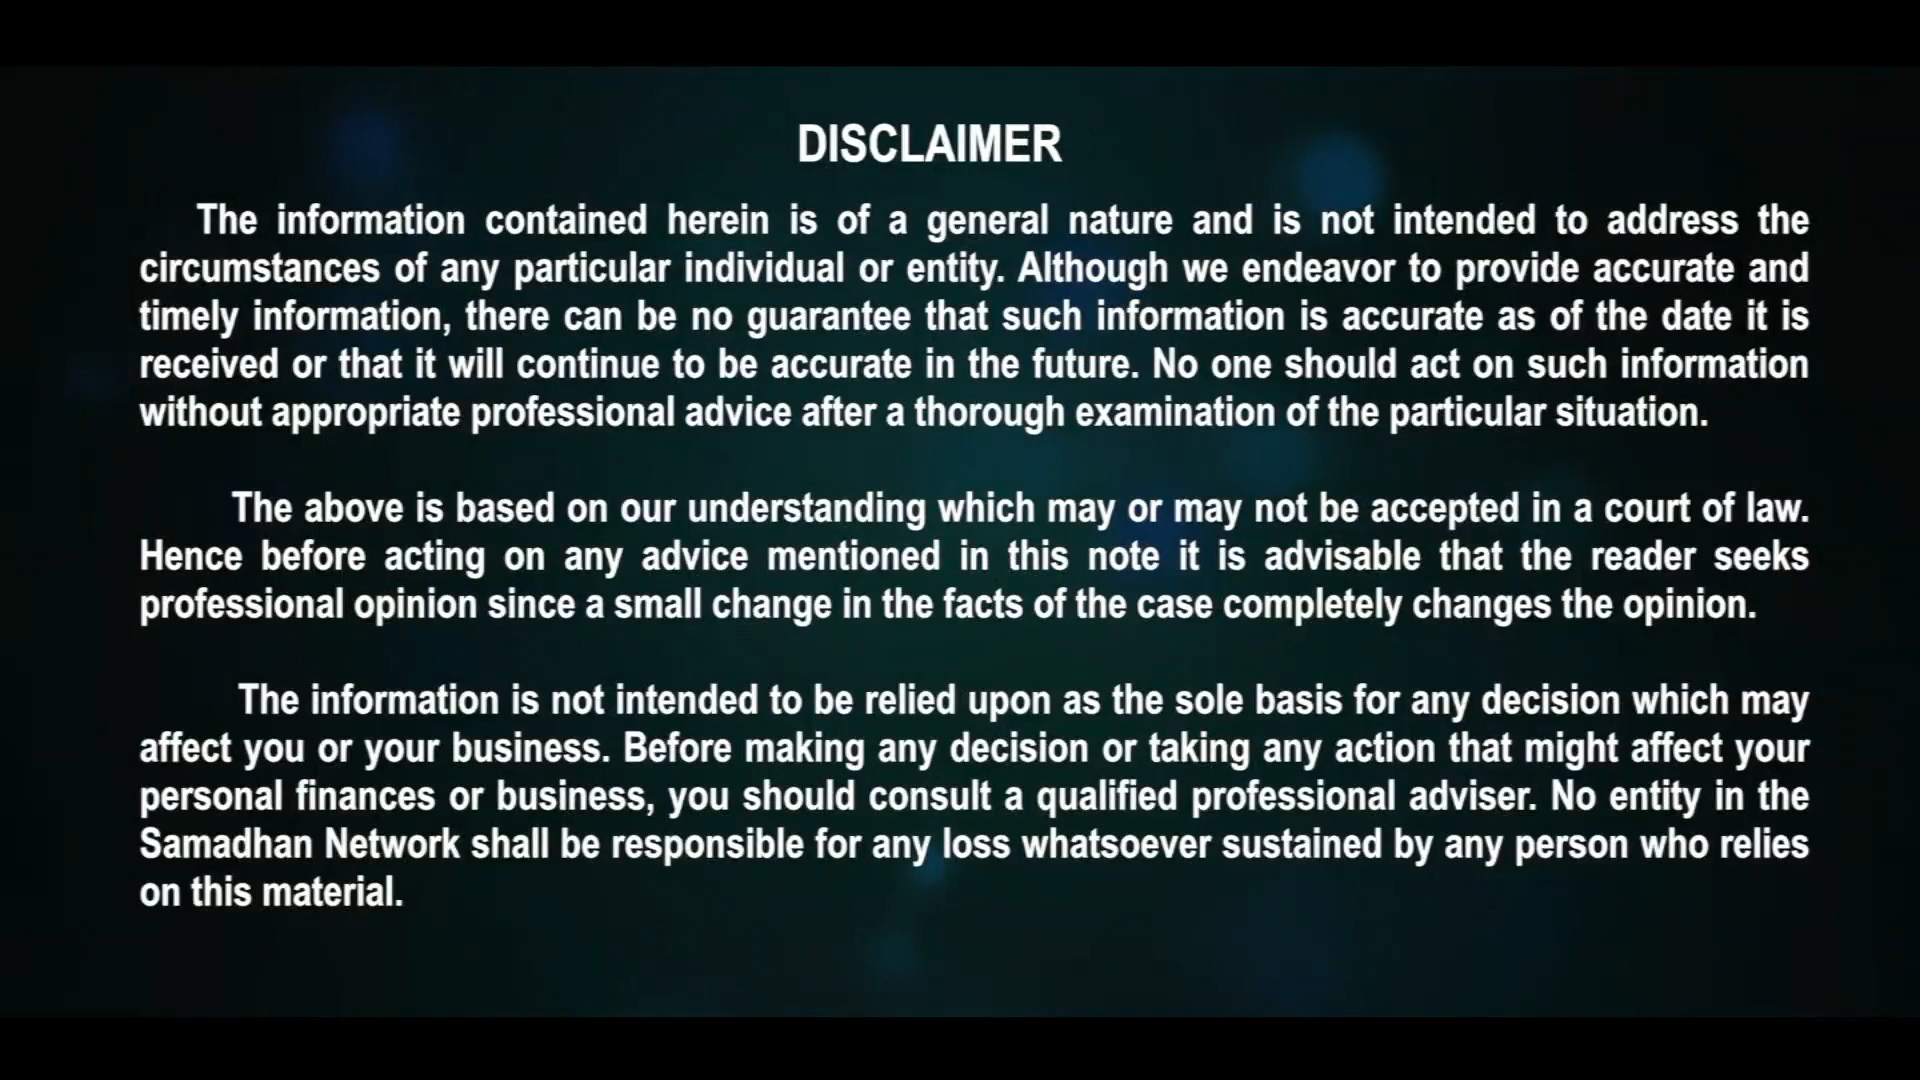 DISCLAIMER
The information contained herein is of a general nature and is not intended to address the
circumstances of any particular individual or entity. Although we endeavor to provide accurate and
timely information, there can be no guarantee that such information is accurate as of the date it is
received or that it will continue to be accurate in the future. No one should act on such information
without appropriate professional advice after a thorough examination of the particular situation.
The above is based on our understanding which may or may not be accepted in a court of law.
Hence before acting on any advice mentioned in this note it is advisable that the reader seeks
professional opinion since a small change in the facts of the case completely changes the opinion.
The information is not intended to be relied upon as the sole basis for any decision which may
affect you or your business. Before making any decision or taking any action that might affect your
personal finances or business, you should consult a qualified professional adviser. No entity in the
Samadhan Network shall be responsible for any loss whatsoever sustained by any person who relies
on this material.